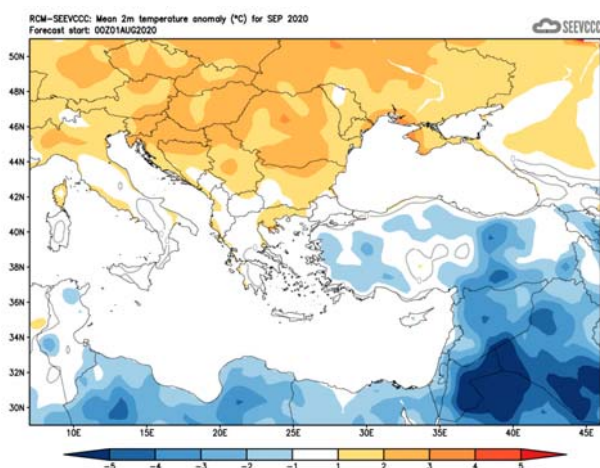 RCM-SEEVCCC: Mean 2m temperature anomaly (°C) for SEP 2020
Forecast start: 00Z01AUG2020
SEEVCCC
50N
48N
46N
44N
42N
40N
38N
36N
34N
32N
30N
10E 15E 20E 25E 30E 35E 40E 45E
-5 -4 -3 -2 -1 1 2 3 4 5